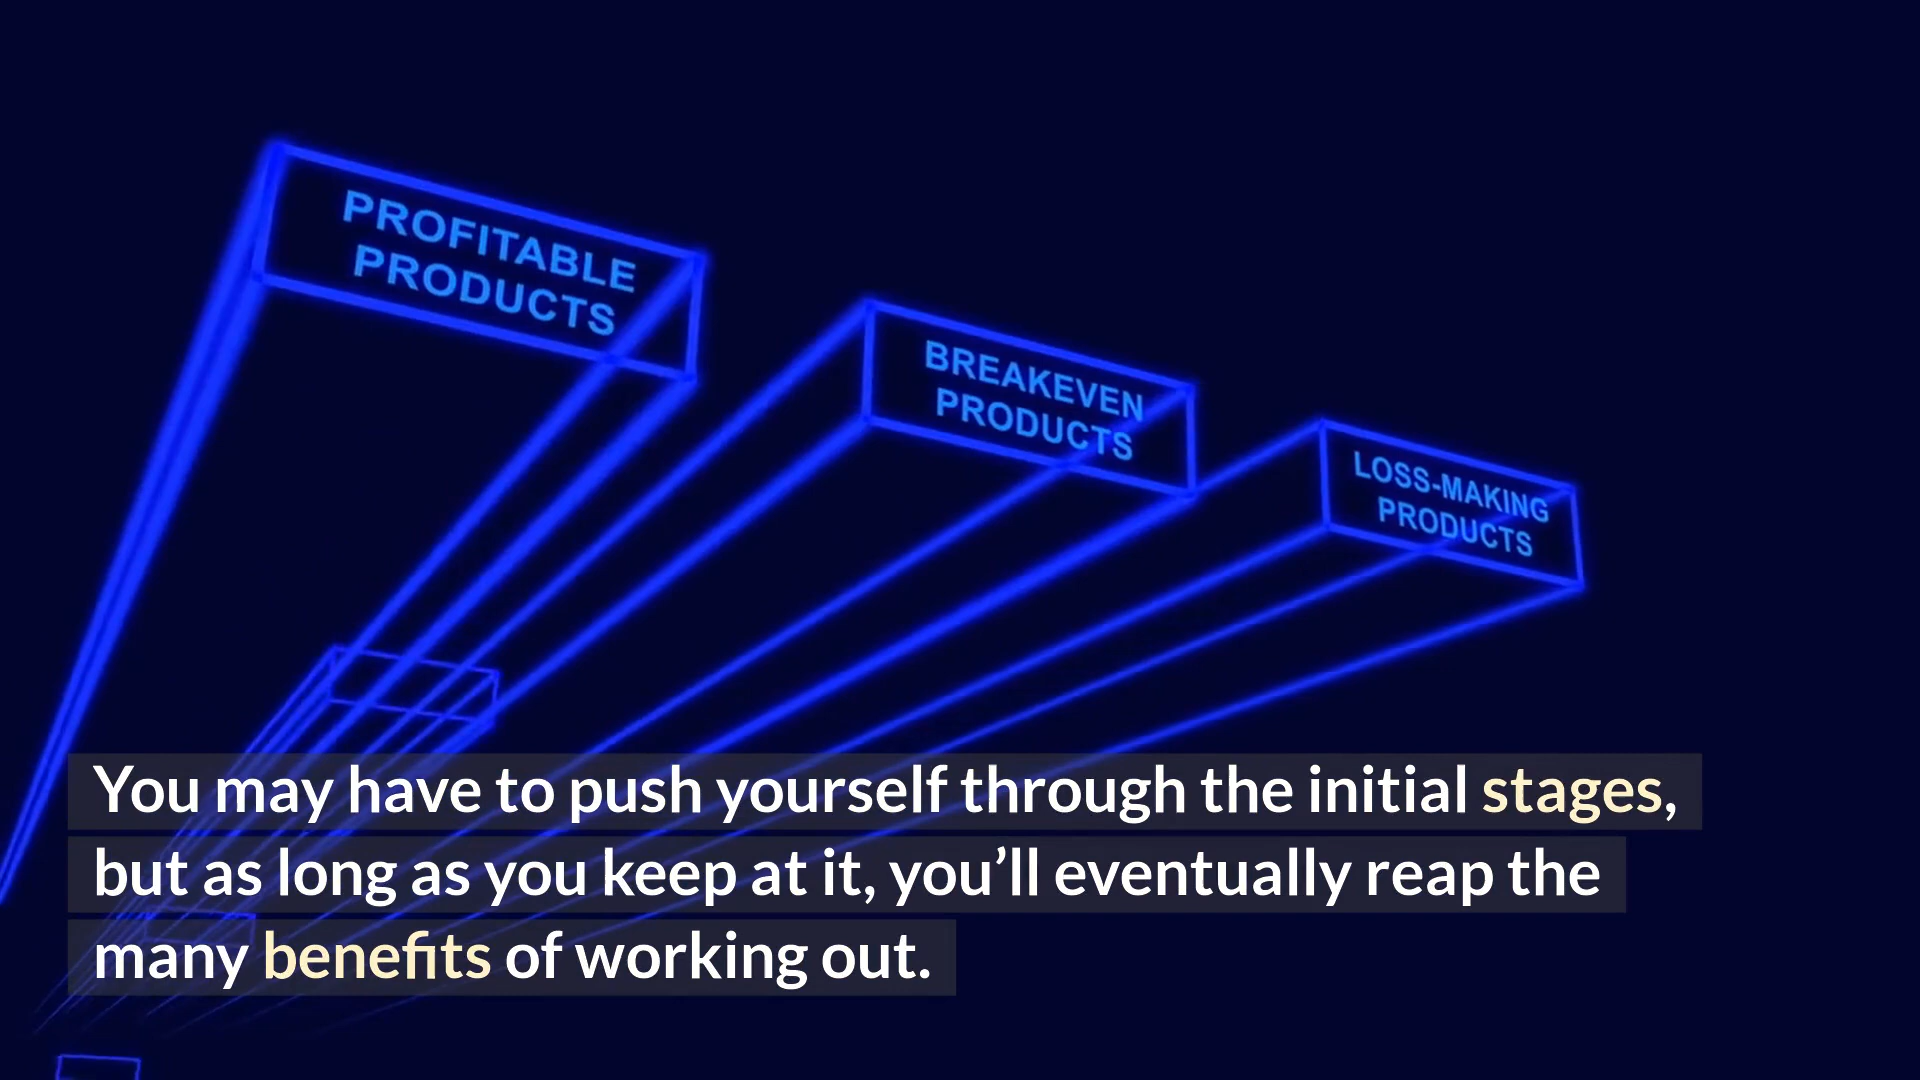 PROFITABLE
PRODUCTS
BREAKEVEN
PRODUCTS
LOSS-MAKING
PRODUCTS
You may have to push yourself through the initial stages,
but as long as you keep at it, you’ll eventually reap the
many benefits of working out.